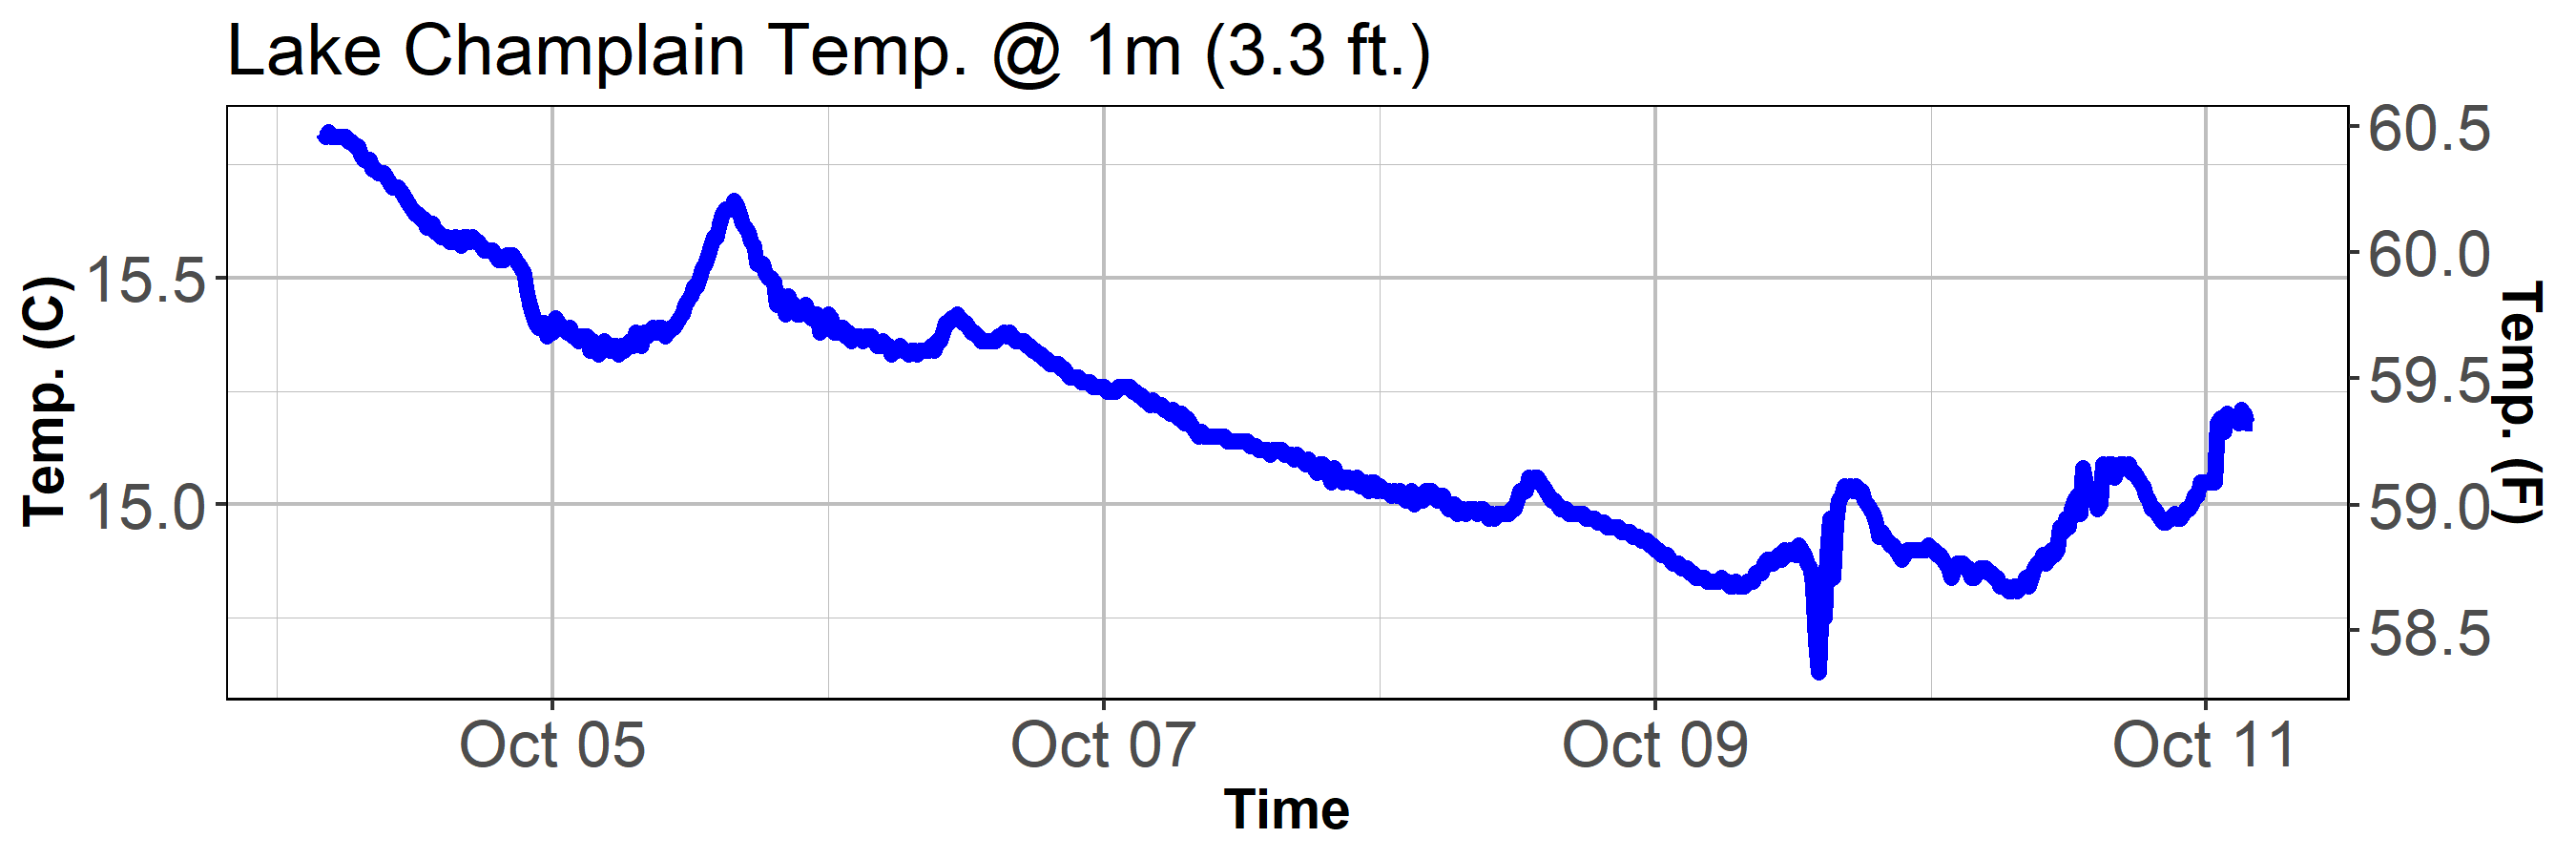 Lake Champlain Temp. @ 1m (3.3 ft.)
Temp. (C)
15.5
15.0
60.5
60.0
59.5
59.0
58.5
Temp. (F)
Oct 05
Oct 07
Oct 09
Oct 11
Time